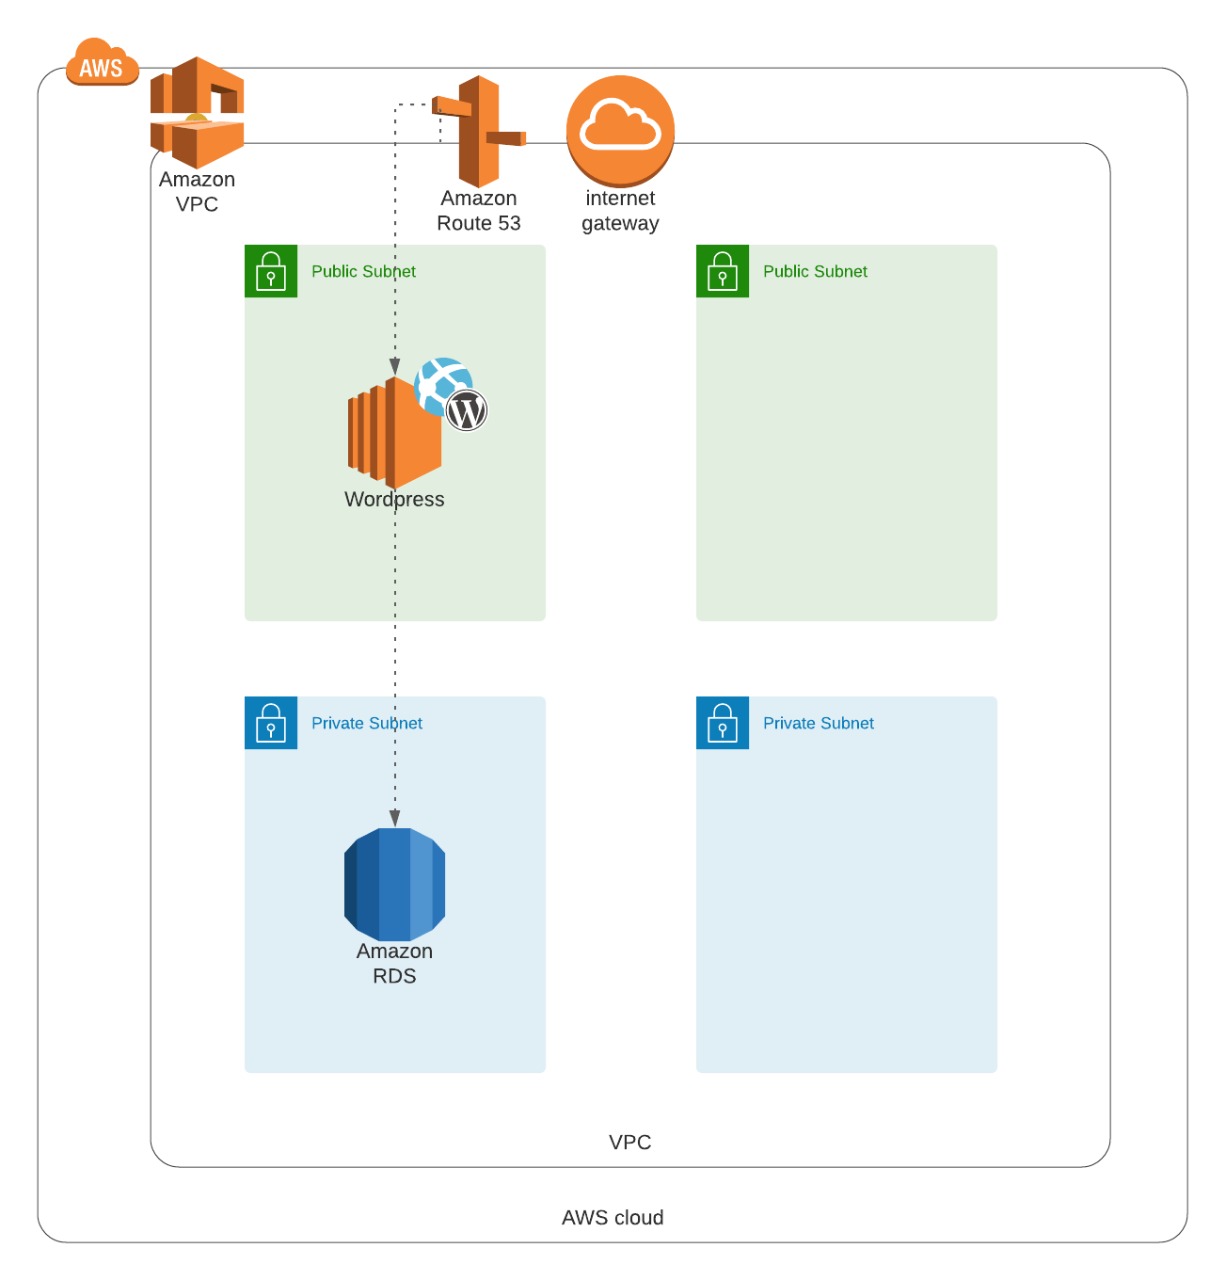 AWS
Amazon
VPC
Amazon
Route 53
internet
gateway
Public Subnet
Public Subnet
W
Wordpress
Private Subnet
Private Subnet
Amazon
RDS
VPC
AWS cloud